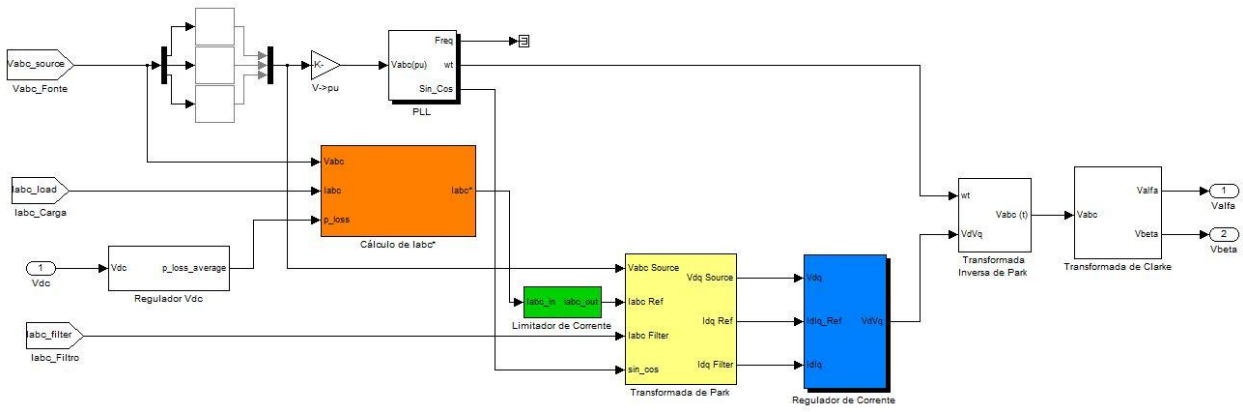 Vabc_source
Vabc_Fonte
-K-
V->pu
Vabc(pu)
Freq
wt
Sin_Cos
PLL
Iabc_load
Iabc_Carga
Vabc
Iabc
p_loss
Iabc*
Cálculo de Iabc*
1
Vdc
Vdc
p_loss_average
Regulador Vdc
Iabc_filter
Iabc_Filtro
Iabc_in
Iabc_out
Limitador de Corrente
Vabc Source
Iabc Ref
Iabc Filter
sin_cos
Vdq Source
Idq Ref
Idq Filter
Transformada de Park
Vdq
IdIq_Ref
IdIq
VdVq
Regulador de Corrente
wt
VdVq
Vabc (t)
Transformada
Inversa de Park
Vabc
Valfa
Vbeta
Transformada de Clarke
1
Valfa
2
Vbeta